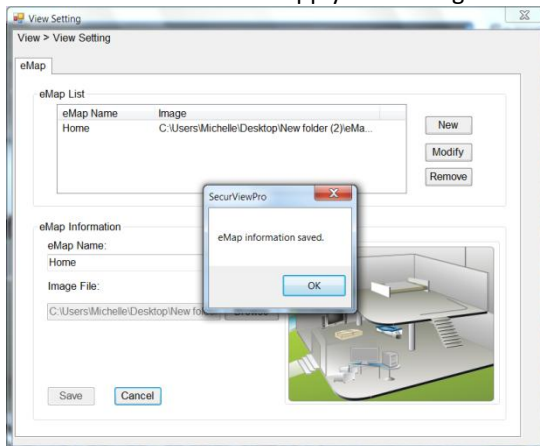 View Setting
View > View Setting
eMap
eMap List
eMap Name Image
Home C:\Users\Michelle\Desktop\New folder (2)\eMa...
New
Modify
Remove
SecurViewPro
eMap information saved.
OK
eMap Information
eMap Name:
Home
Image File:
C:\Users\Michelle\Desktop\New
Save Cancel